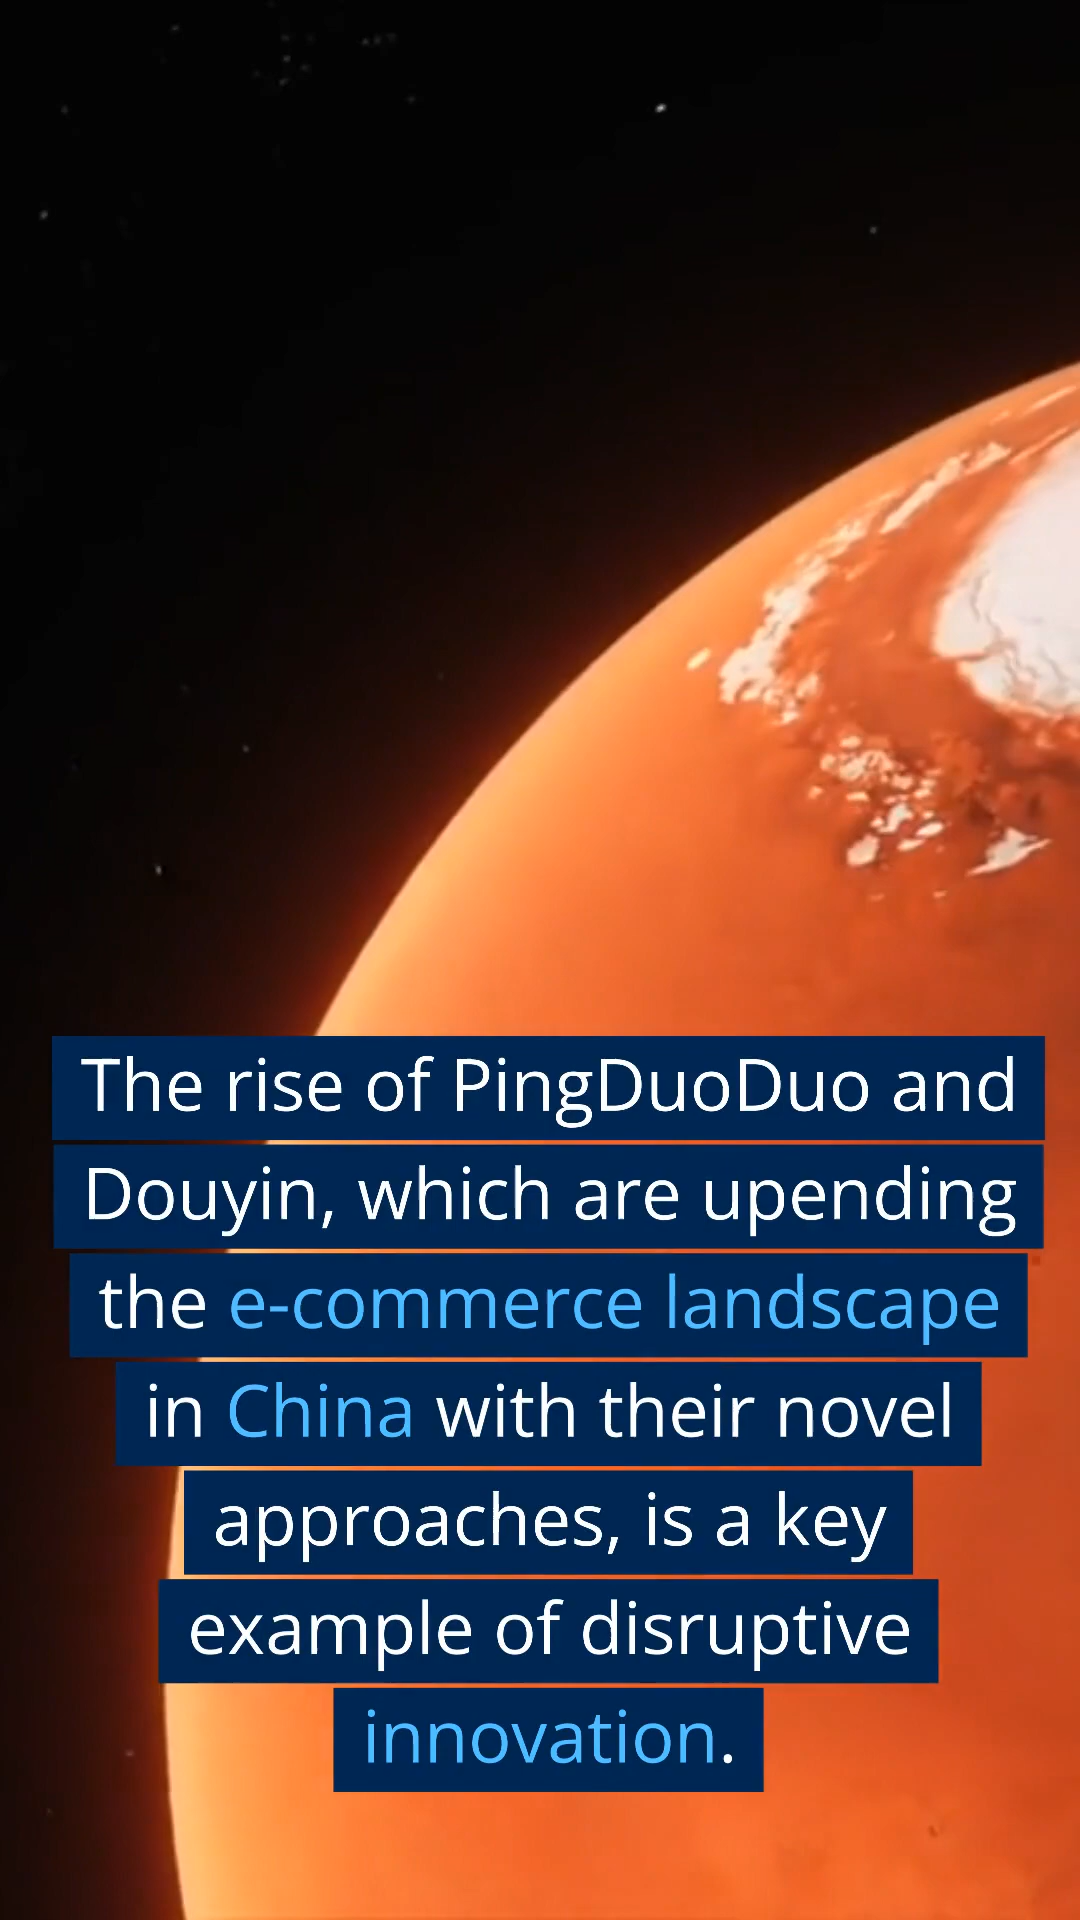 The rise of PingDuoDuo and
Douyin, which are upending
the e-commerce landscape
in China with their novel
approaches, is a key
example of disruptive
innovation.